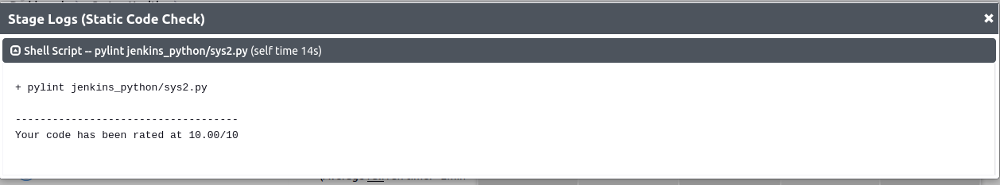 Stage Logs (Static Code Check)
Shell Script -- pylint jenkins_python/sys2.py (self time 14s)
+ pylint jenkins_python/sys2.py
------------------------------------
Your code has been rated at 10.00/10